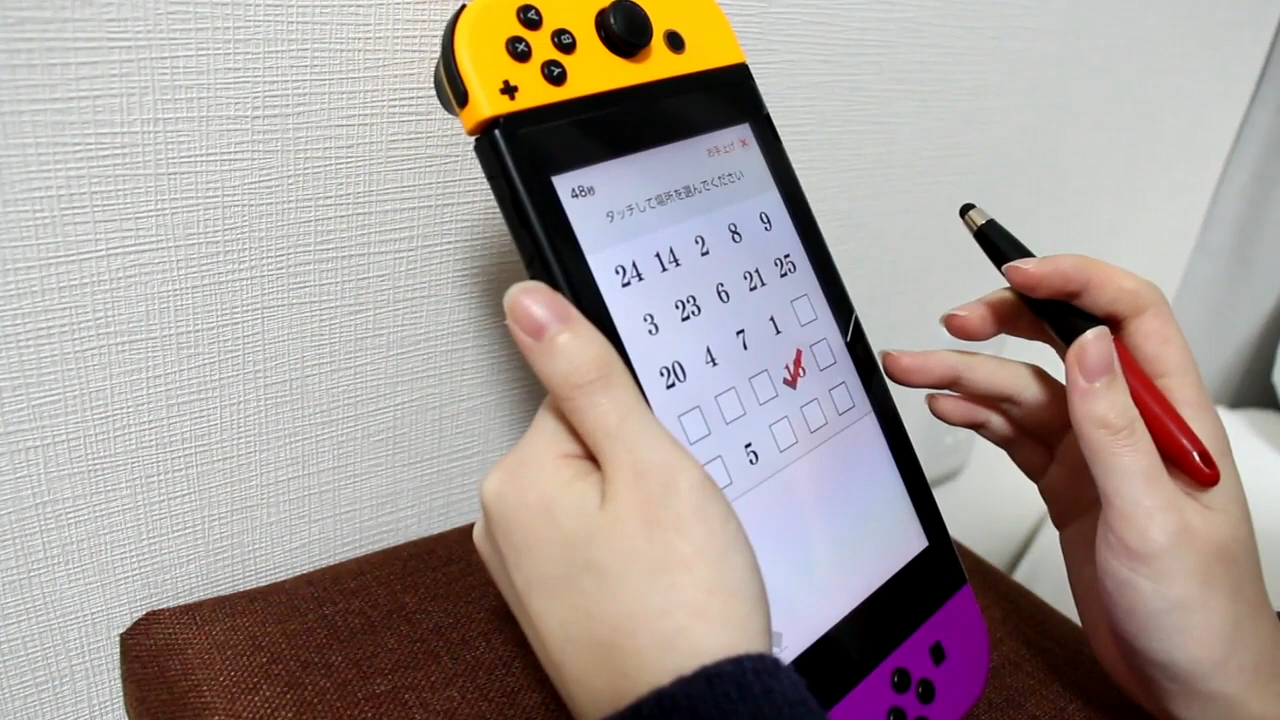 A
X B
Y
お手上げ ×
48秒
タッチして場所を選んでください
24 14 2 8 9
3 23 6 21 25
20 4 7 1
5